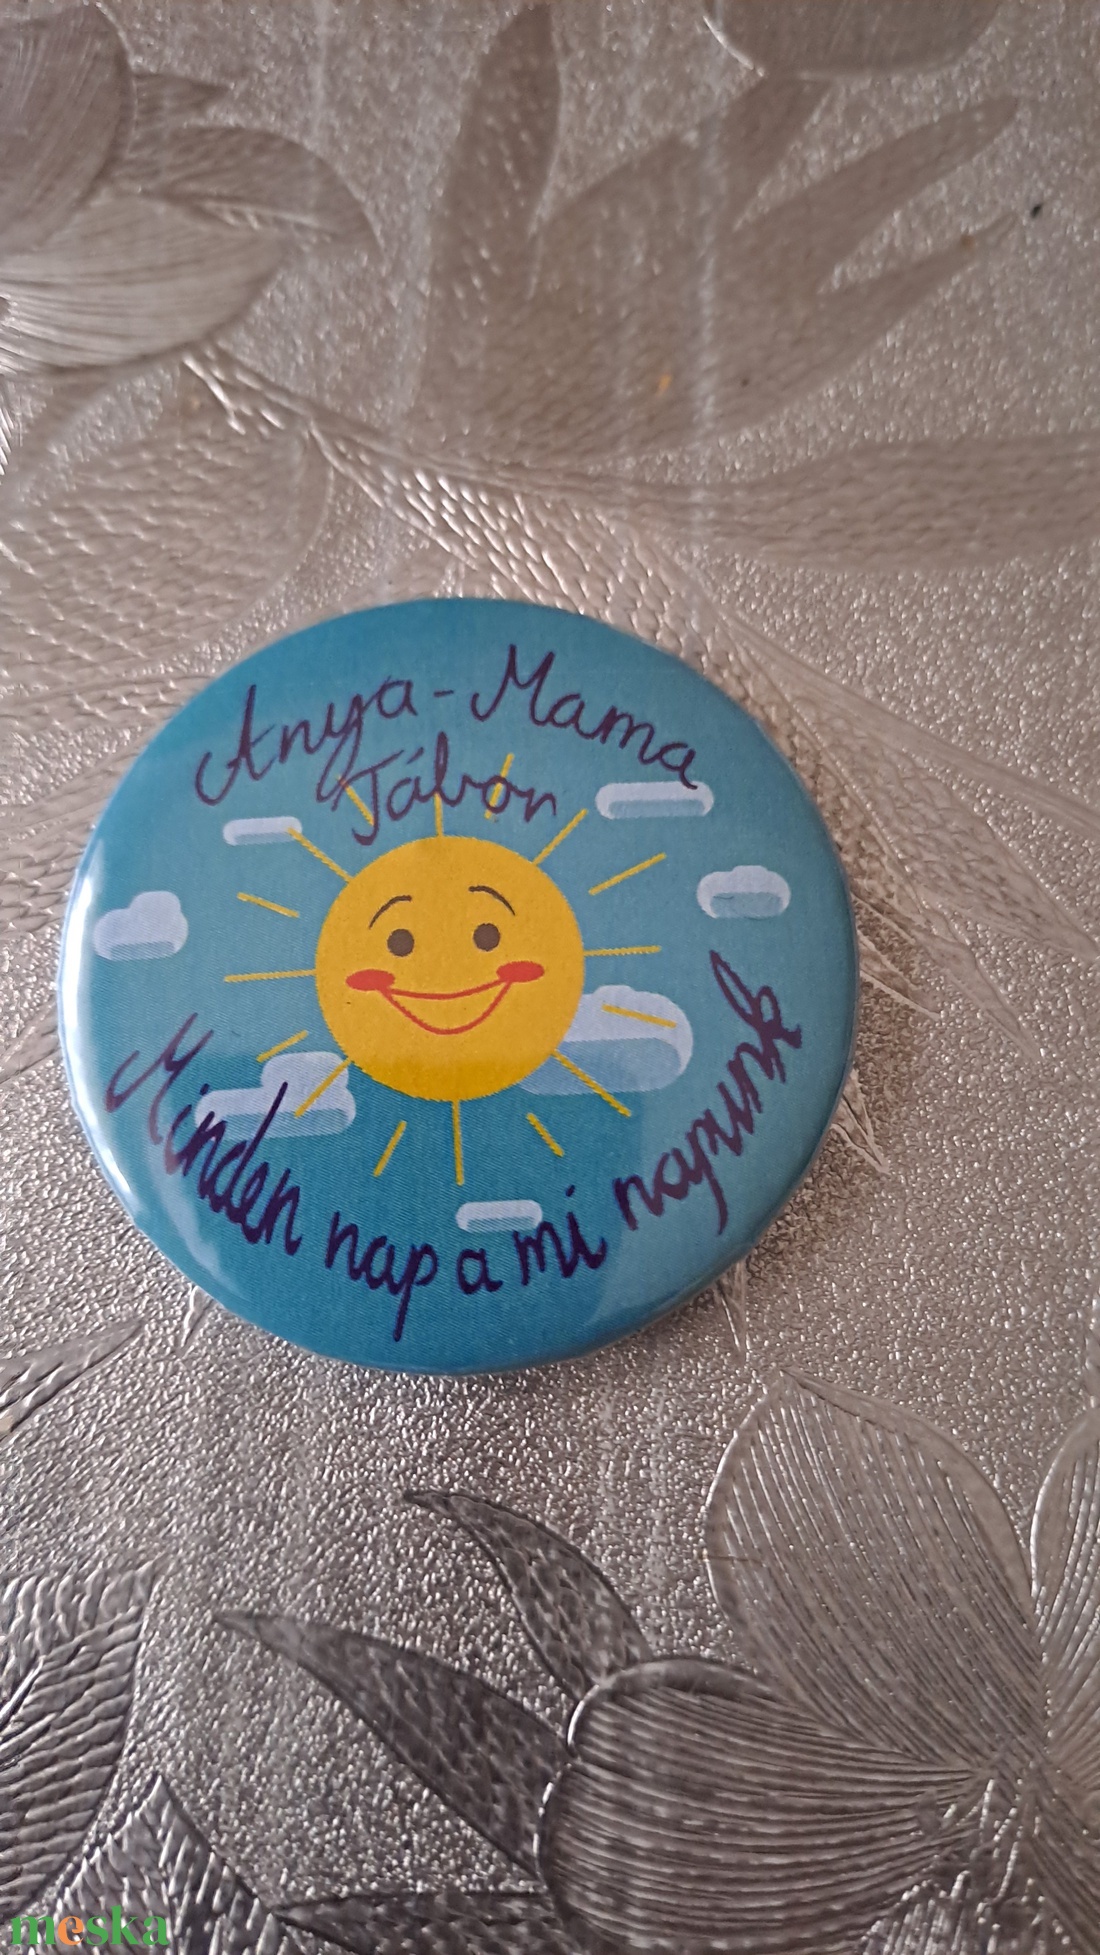 Anya-Mama
Tábor
Minden nap a mi napunk
meska